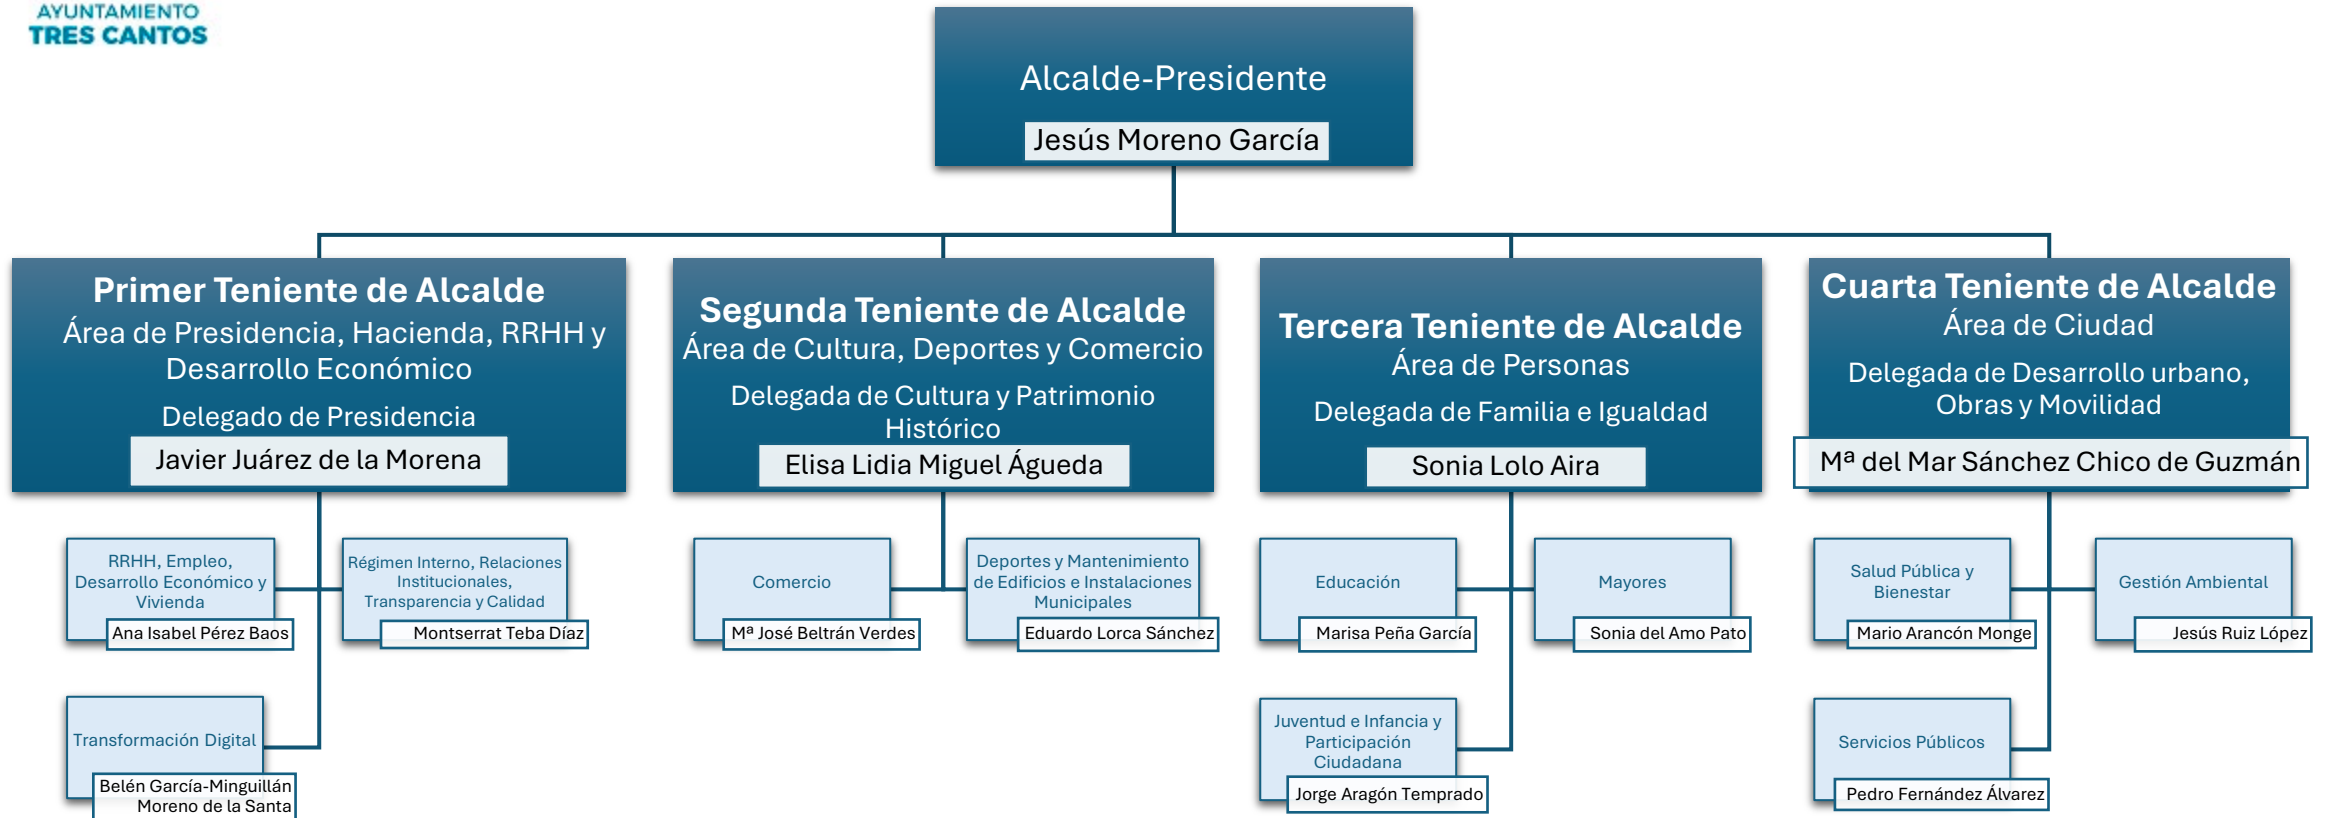 AYUNTAMIENTO
TRES CANTOS
Alcalde-Presidente
Jesús Moreno García
Primer Teniente de Alcalde
Área de Presidencia, Hacienda, RRHH y
Desarrollo Económico
Delegado de Presidencia
Javier Juárez de la Morena
Segunda Teniente de Alcalde
Área de Cultura, Deportes y Comercio
Delegada de Cultura y Patrimonio
Histórico
Elisa Lidia Miguel Águeda
Tercera Teniente de Alcalde
Área de Personas
Delegada de Familia e Igualdad
Sonia Lolo Aira
Cuarta Teniente de Alcalde
Área de Ciudad
Delegada de Desarrollo urbano,
Obras y Movilidad
Mª del Mar Sánchez Chico de Guzmán
RRHH, Empleo,
Desarrollo Económico y
Vivienda
Ana Isabel Pérez Baos
Régimen Interno, Relaciones
Institucionales,
Transparencia y Calidad
Montserrat Teba Díaz
Transformación Digital
Belén García-Minguillán
Moreno de la Santa
Comercio
Mª José Beltrán Verdes
Deportes y Mantenimiento
de Edificios e Instalaciones
Municipales
Eduardo Lorca Sánchez
Educación
Marisa Peña García
Mayores
Sonia del Amo Pato
Juventud e Infancia y
Participación
Ciudadana
Jorge Aragón Temprado
Salud Pública y
Bienestar
Mario Arancón Monge
Gestión Ambiental
Jesús Ruiz López
Servicios Públicos
Pedro Fernández Álvarez